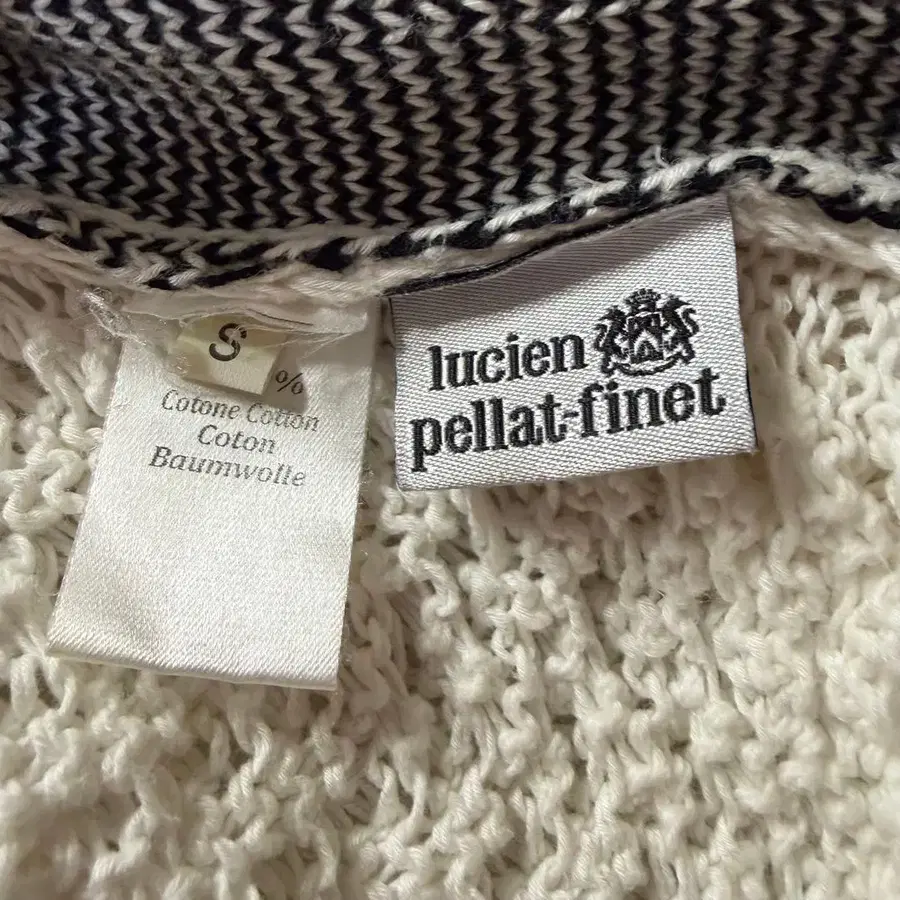 S
%
Cotone Cotton
Coton
Baumwolle
lucien
pellat-finet